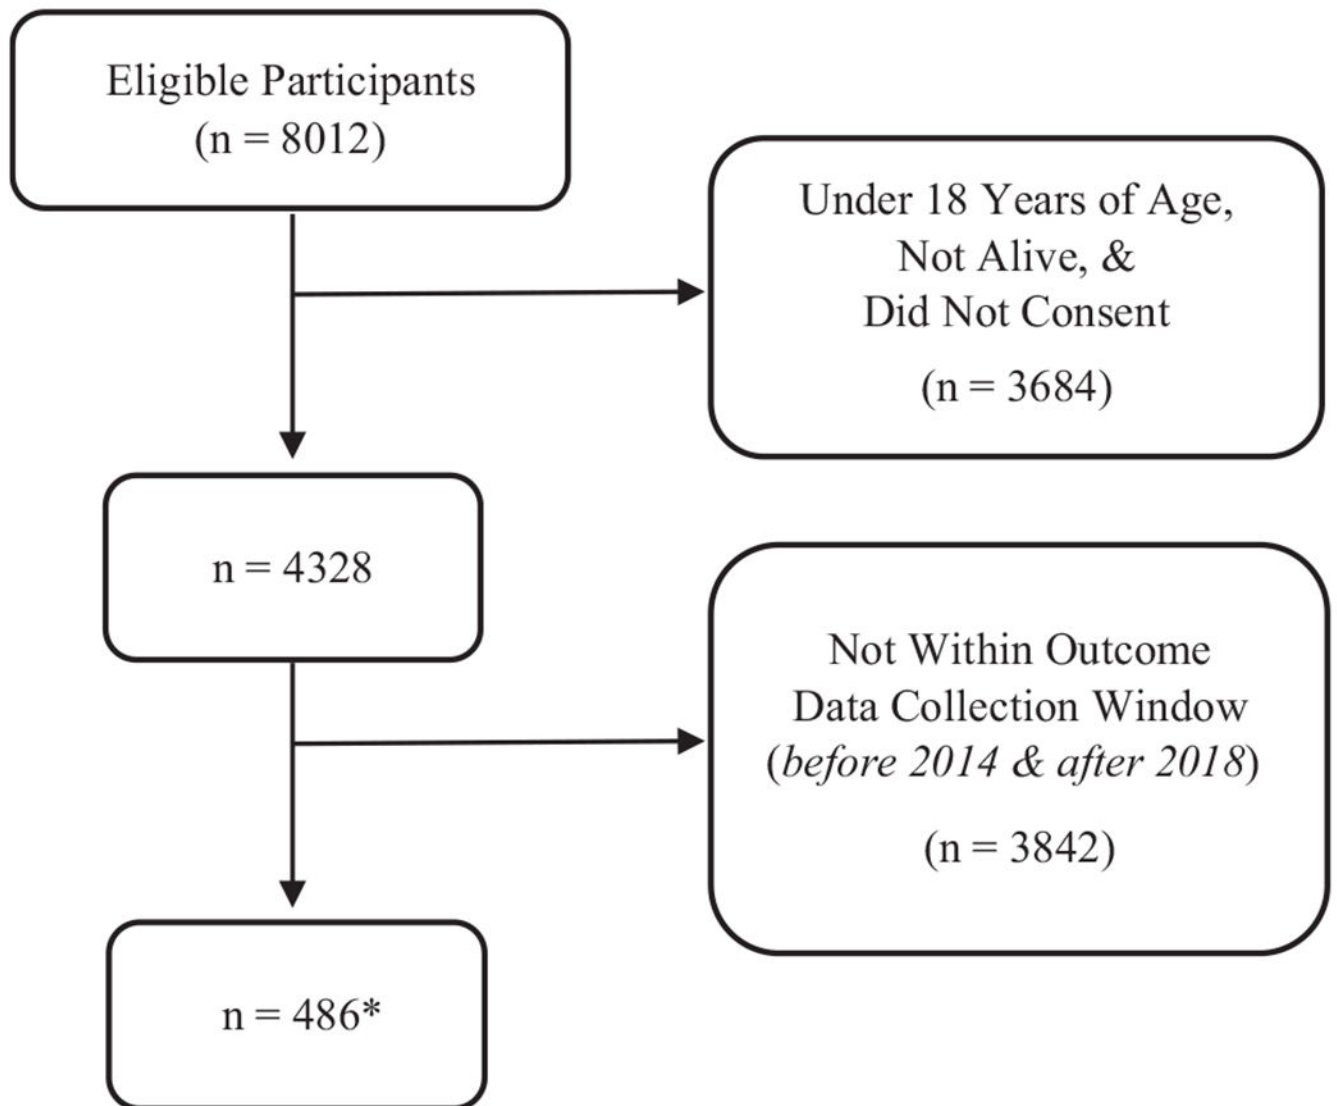 Eligible Participants
(n = 8012)
Under 18 Years of Age,
Not Alive, &
Did Not Consent
(n = 3684)
n = 4328
Not Within Outcome
Data Collection Window
(before 2014 & after 2018)
(n = 3842)
n = 486*